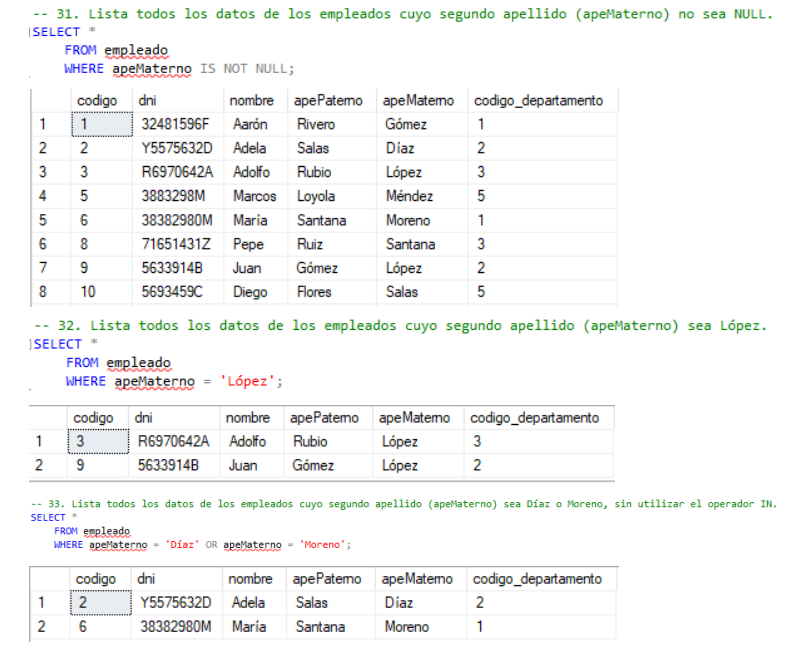 -- 31. Lista todos los datos de los empleados cuyo segundo apellido (apeMaterno) no sea NULL.
SELECT *
FROM empleado
WHERE apeMaterno IS NOT NULL;
codigo dni nombre apePaterno apeMaterno codigo_departamento
1 1 32481596F Aarón Rivero Gómez 1
2 2 Y5575632D Adela Salas Díaz 2
3 3 R6970642A Adolfo Rubio López 3
4 5 3883298M Marcos Loyola Méndez 5
5 6 38382980M María Santana Moreno 1
6 8 71651431Z Pepe Ruiz Santana 3
7 9 5633914B Juan Gómez López 2
8 10 5693459C Diego Flores Salas 5
-- 32. Lista todos los datos de los empleados cuyo segundo apellido (apeMaterno) sea López.
SELECT *
FROM empleado
WHERE apeMaterno = 'López';
codigo dni nombre apePaterno apeMaterno codigo_departamento
1 3 R6970642A Adolfo Rubio López 3
2 9 5633914B Juan Gómez López 2
-- 33. Lista todos los datos de los empleados cuyo segundo apellido (apeMaterno) sea Díaz o Moreno, sin utilizar el operador IN.
SELECT *
FROM empleado
WHERE apeMaterno = 'Díaz' OR apeMaterno = 'Moreno';
codigo dni nombre apePaterno apeMaterno codigo_departamento
1 2 Y5575632D Adela Salas Díaz 2
2 6 38382980M María Santana Moreno 1